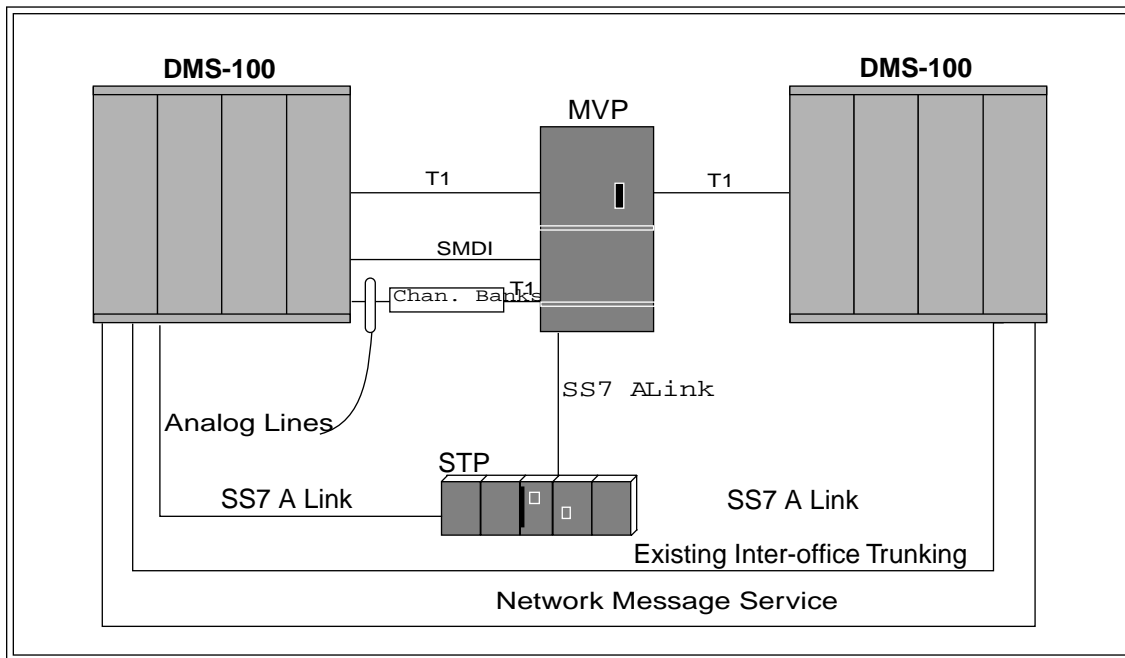 DMS-100
DMS-100
MVP
T1
T1
SMDI
T1
Chan. Banks
SS7 ALink
Analog Lines
STP
SS7 A Link
SS7 A Link
Existing Inter-office Trunking
Network Message Service